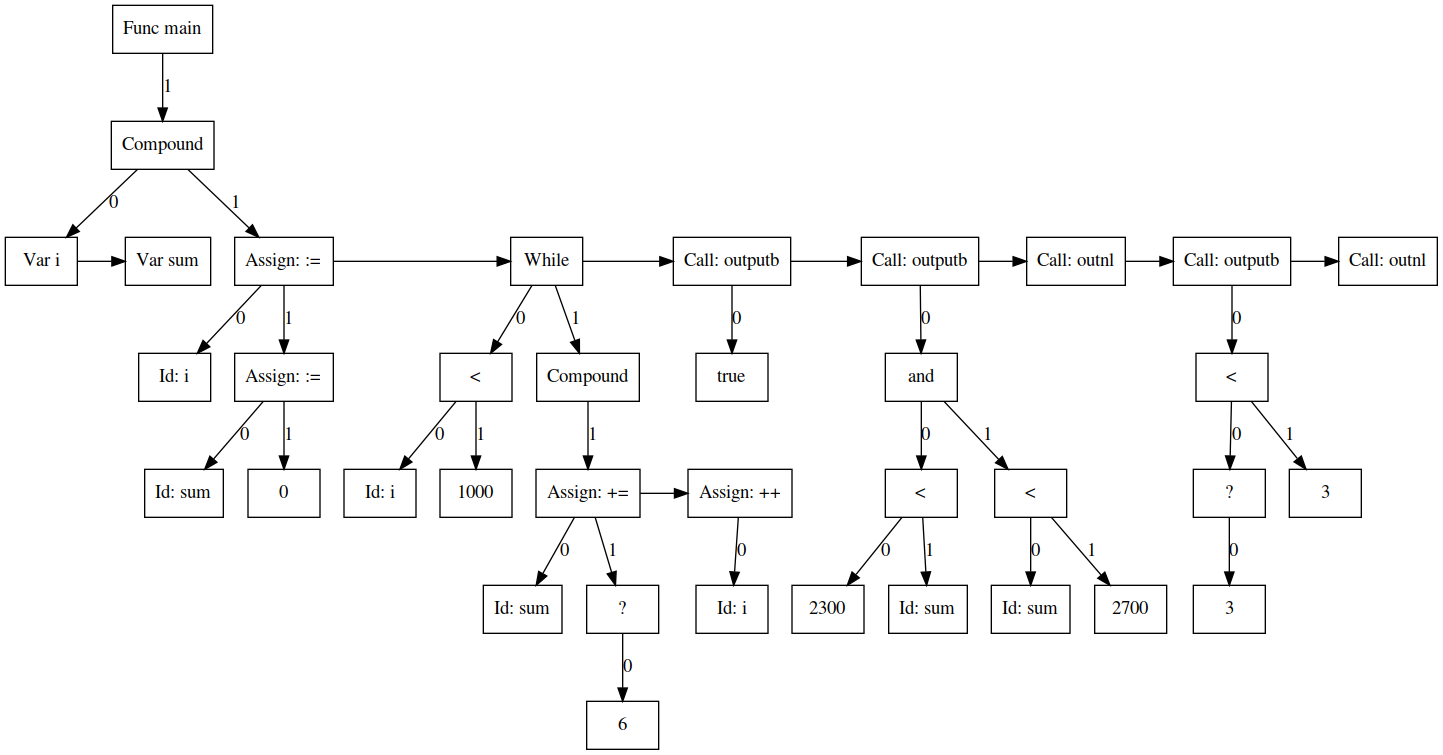 Func main
1
Compound
0 1
Var i Var sum Assign: := While Call: outputb Call: outputb Call: outnl Call: outputb Call: outnl
0 1 0 1 0 0 0
Id: i Assign: := < Compound true and <
0 1 0 1 1 0 1 0 1
Id: sum 0 Id: i 1000 Assign: += Assign: ++ < < ? 3
0 1 0 0 1 0 1 0
Id: sum ? Id: i 2300 Id: sum Id: sum 2700 3
0
6